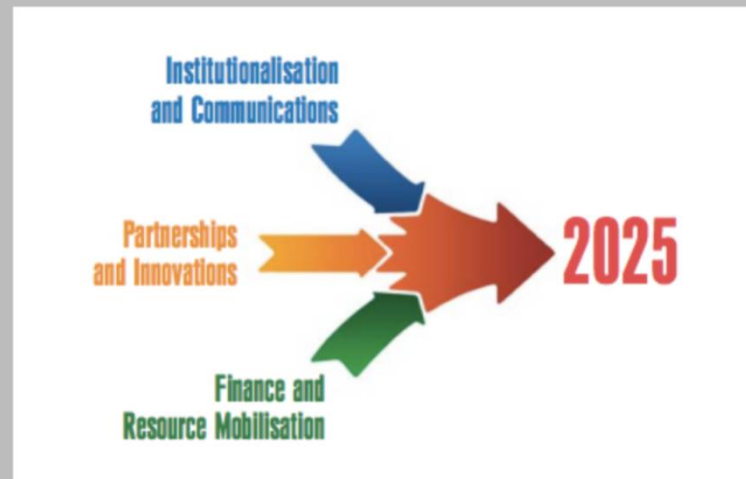 Institutionalisation
and Communications
Partnerships
and Innovations
2025
Finance and
Resource Mobilisation